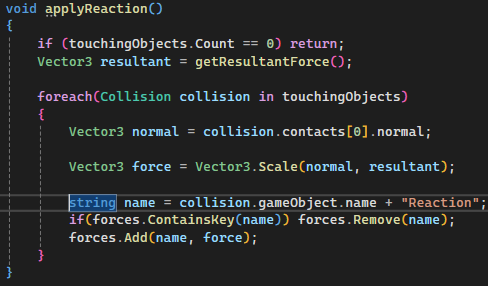 void applyReaction()
{
if (touchingObjects.Count == 0) return;
Vector3 resultant = getResultantForce();
foreach(Collision collision in touchingObjects)
{
Vector3 normal = collision.contacts[0].normal;
Vector3 force = Vector3.Scale(normal, resultant);
string name = collision.gameObject.name + "Reaction";
if(forces.ContainsKey(name)) forces.Remove(name);
forces.Add(name, force);
}
}